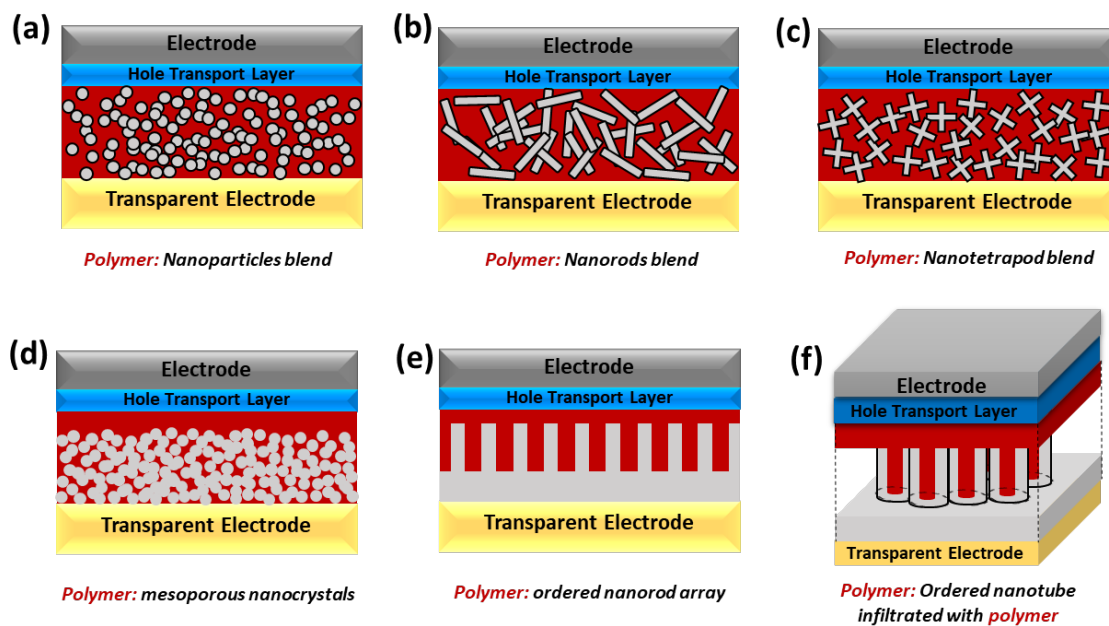 (a)
Electrode
Hole Transport Layer
Transparent Electrode
Polymer: Nanoparticles blend
(b)
Electrode
Hole Transport Layer
Transparent Electrode
Polymer: Nanorods blend
(c)
Electrode
Hole Transport Layer
Transparent Electrode
Polymer: Nanotetrapod blend
(d)
Electrode
Hole Transport Layer
Transparent Electrode
Polymer: mesoporous nanocrystals
(e)
Electrode
Hole Transport Layer
Transparent Electrode
Polymer: ordered nanorod array
(f)
Electrode
Hole Transport Layer
Transparent Electrode
Polymer: Ordered nanotube
infiltrated with polymer